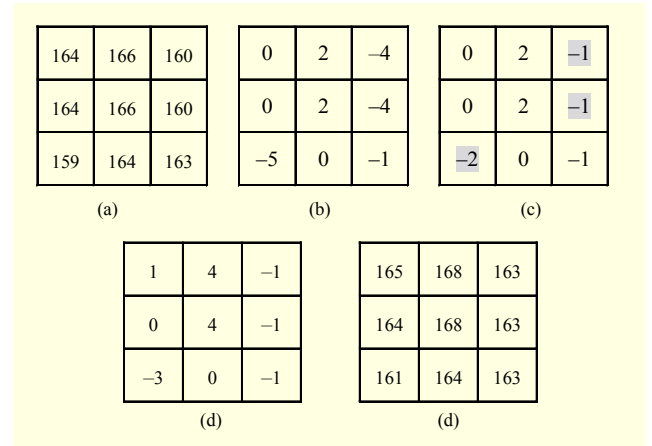 164 166 160 0 2 –4 0 2 –1
164 166 160 0 2 –4 0 2 –1
159 164 163 –5 0 –1 –2 0 –1
(a) (b) (c)
1 4 –1 165 168 163
0 4 –1 164 168 163
–3 0 –1 161 164 163
(d) (d)